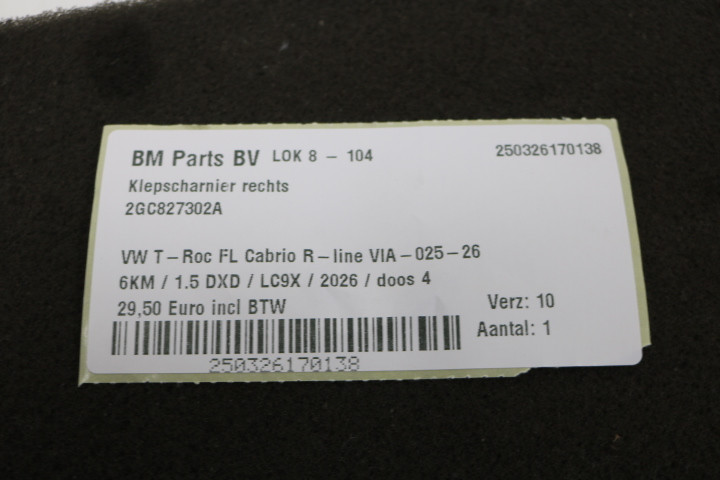 BM Parts BV LOK 8 - 104 250326170138
Klepscharnier rechts
2GC827302A
VW T-Roc FL Cabrio R-line VIA-025-26
6KM / 1.5 DXD / LC9X / 2026 / doos 4
29,50 Euro incl BTW Verz: 10
Aantal: 1
250326170138